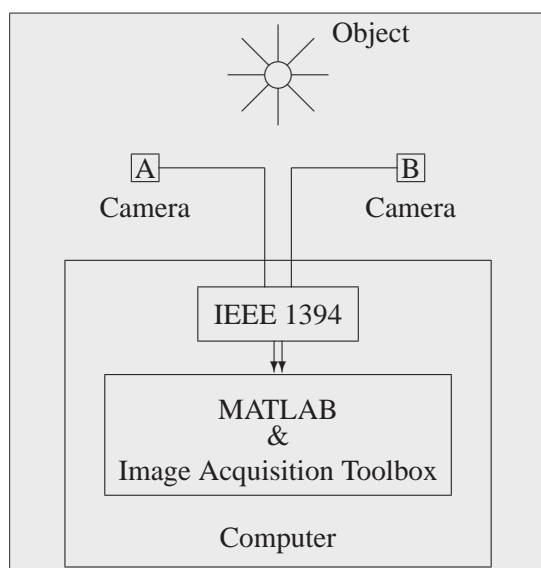 Object
A
B
Camera
Camera
IEEE 1394
MATLAB
&
Image Acquisition Toolbox
Computer